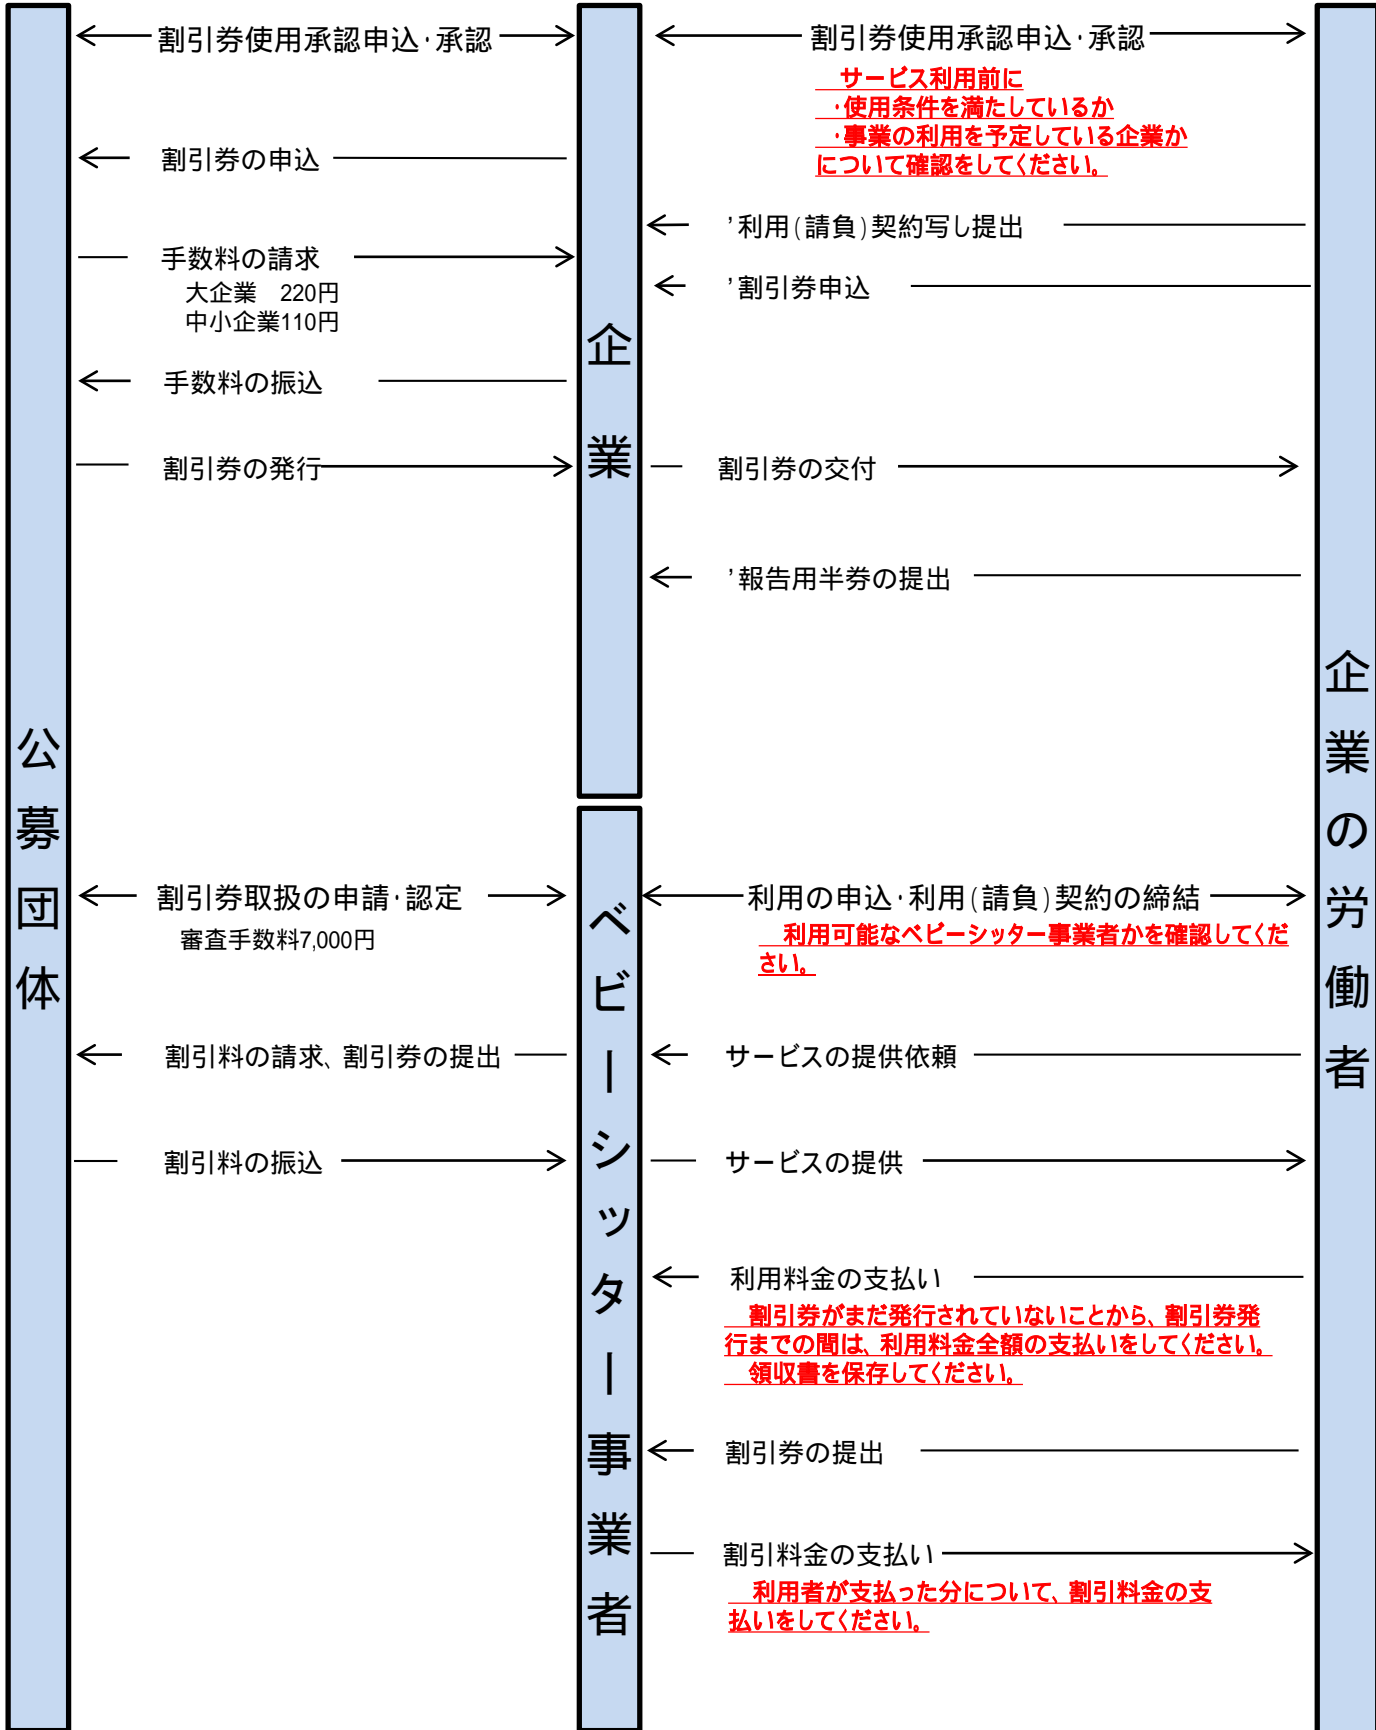 割引券使用承認申込・承認
割引券使用承認申込・承認
サービス利用前に
・使用条件を満たしているか
・事業の利用を予定している企業か
について確認をしてください。
割引券の申込
’利用(請負)契約写し提出
手数料の請求
大企業　220円
中小企業110円
’割引券申込
手数料の振込
割引券の発行
割引券の交付
’報告用半券の提出
企業
公募団体
企業の労働者
ベビーシッター事業者
割引券取扱の申請・認定
審査手数料7,000円
利用の申込・利用(請負)契約の締結
利用可能なベビーシッター事業者かを確認してくだ
さい。
割引料の請求、割引券の提出
サービスの提供依頼
割引料の振込
サービスの提供
利用料金の支払い
割引券がまだ発行されていないことから、割引券発
行までの間は、利用料金全額の支払いをしてください。
領収書を保存してください。
割引券の提出
割引料金の支払い
利用者が支払った分について、割引料金の支
払いをしてください。